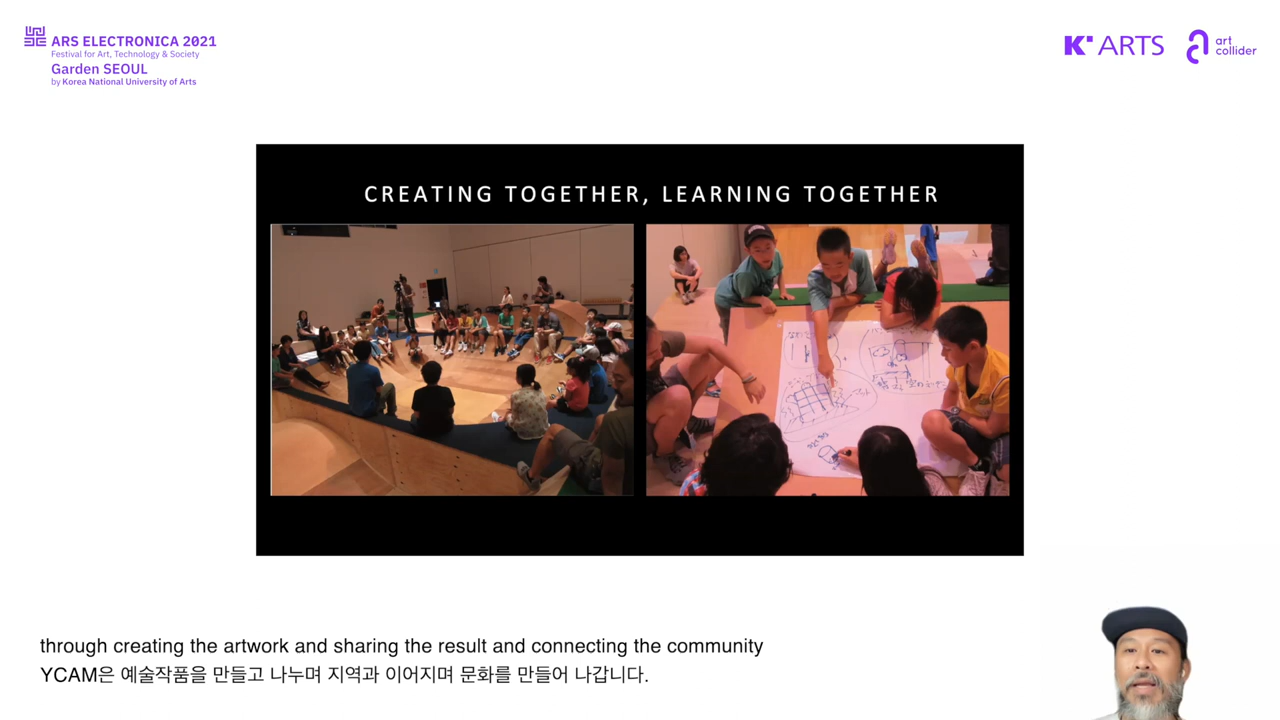 ARS ELECTRONICA 2021
Festival for Art, Technology & Society
Garden SEOUL
by Korea National University of Arts
K' ARTS
art
collider
CREATING TOGETHER, LEARNING TOGETHER
through creating the artwork and sharing the result and connecting the community
YCAM은 예술작품을 만들고 나누며 지역과 이어지며 문화를 만들어 나갑니다.